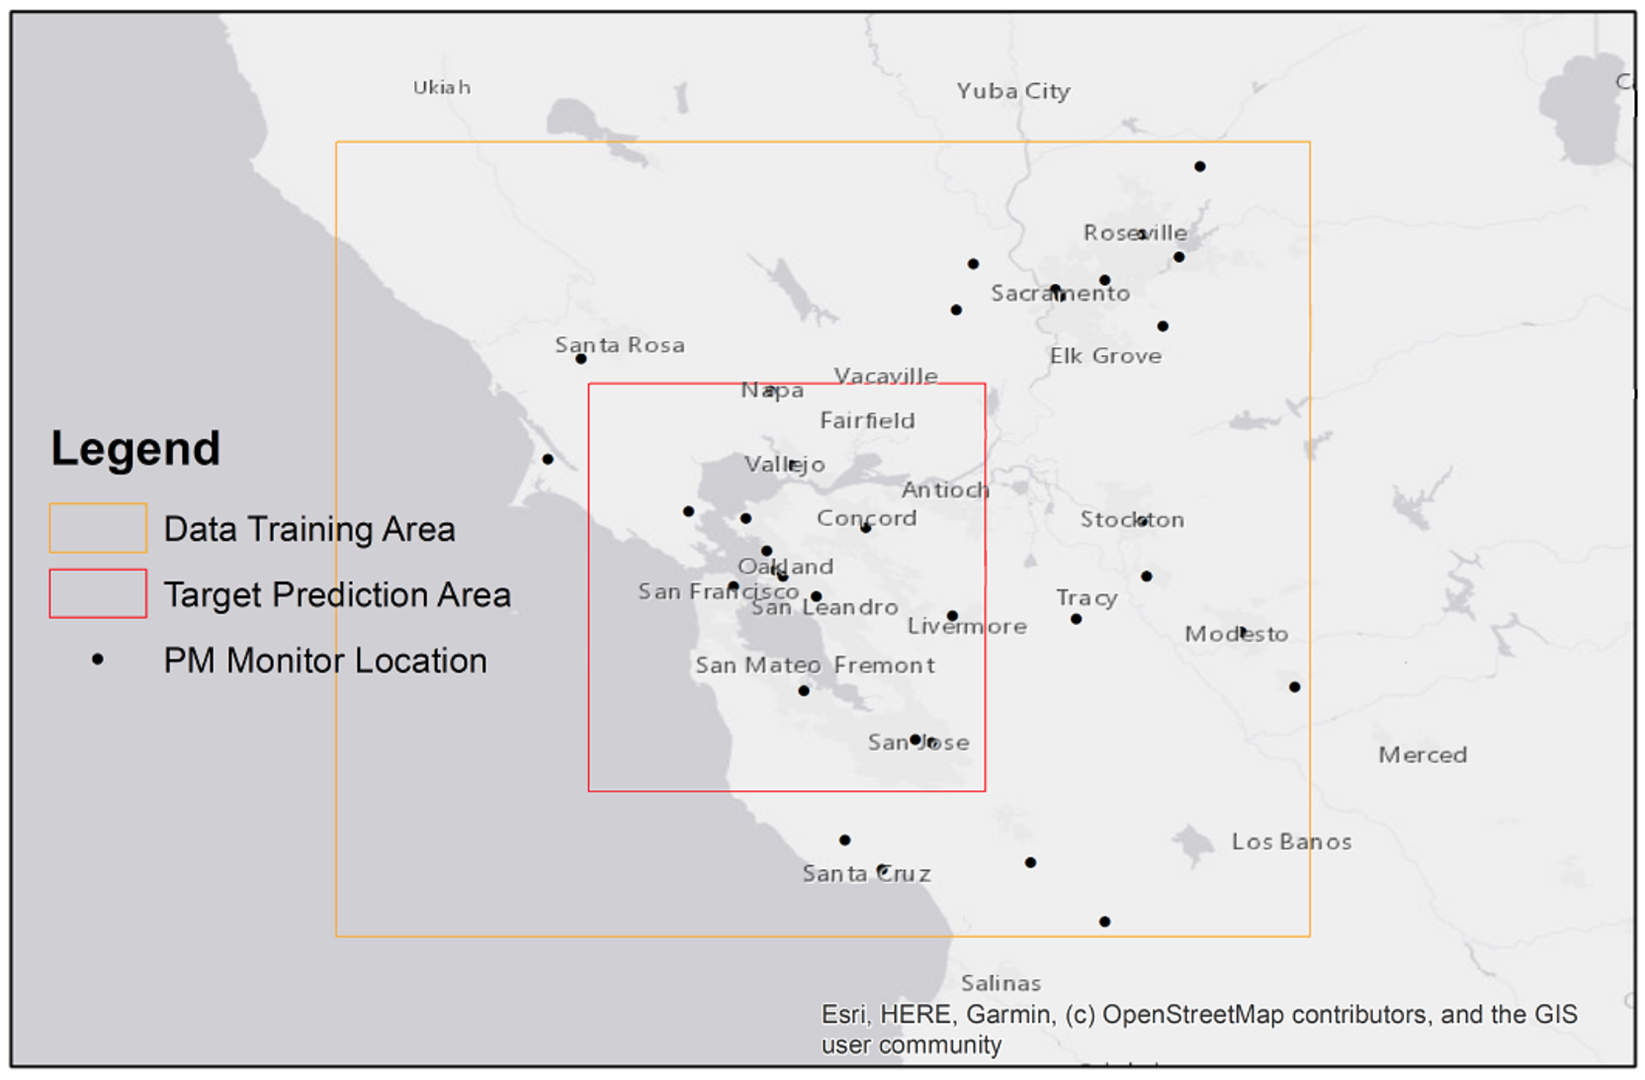 Ukiah
Yuba City
Roseville
Sacramento
Santa Rosa
Elk Grove
Vacaville
Napa
Fairfield
Legend
Vallejo
Antioch
Concord
Stockton
Data Training Area
Oakland
San Francisco
Target Prediction Area
San Leandro
Tracy
Livermore
Modesto
PM Monitor Location
San Mateo
Fremont
San Jose
Merced
Los Banos
Santa Cruz
Salinas
Esri, HERE, Garmin, (c) OpenStreetMap contributors, and the GIS
user community